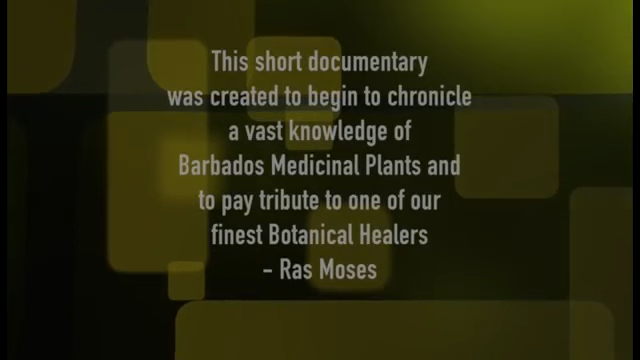 This short documentary
was created to begin to chronicle
a vast knowledge of
Barbados Medicinal Plants and
to pay tribute to one of our
finest Botanical Healers
- Ras Moses